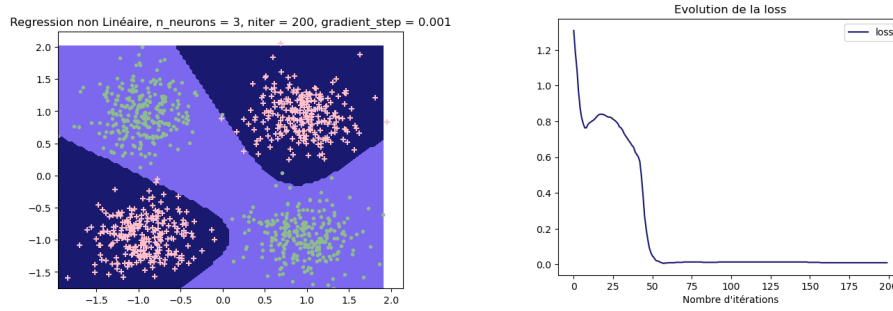 Regression non Linéaire, n_neurons = 3, niter = 200, gradient_step = 0.001
2.0
1.5
1.0
0.5
0.0
−0.5
−1.0
−1.5
−1.5 −1.0 −0.5 0.0 0.5 1.0 1.5 2.0
Evolution de la loss
loss
1.2
1.0
0.8
0.6
0.4
0.2
0.0
0 25 50 75 100 125 150 175 200
Nombre d'itérations